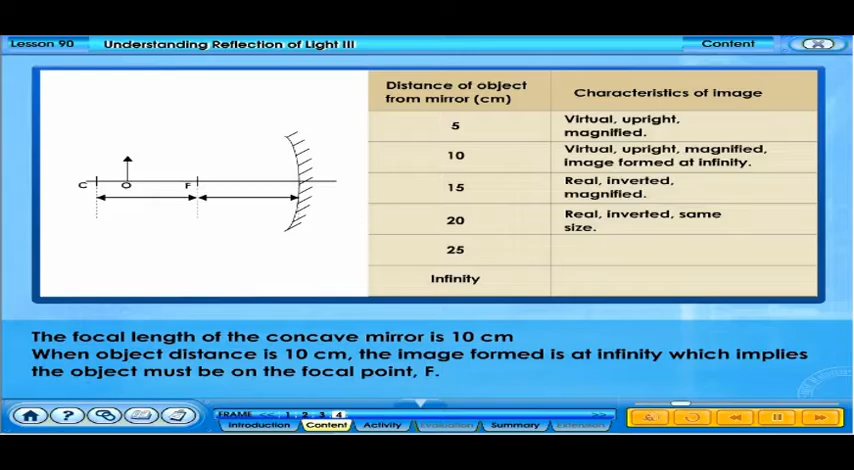 Lesson 90
Understanding Reflection of Light III
Content
Distance of object
from mirror (cm)
Characteristics of image
5
Virtual, upright,
magnified.
10
Virtual, upright, magnified,
image formed at infinity.
15
Real, inverted,
magnified.
20
Real, inverted, same
size.
25
Infinity
C
O
F
The focal length of the concave mirror is 10 cm
When object distance is 10 cm, the image formed is at infinity which implies
the object must be on the focal point, F.
FRAME << 1 2 3 4 >>
Introduction
Content
Activity
Evaluation
Summary
Extension